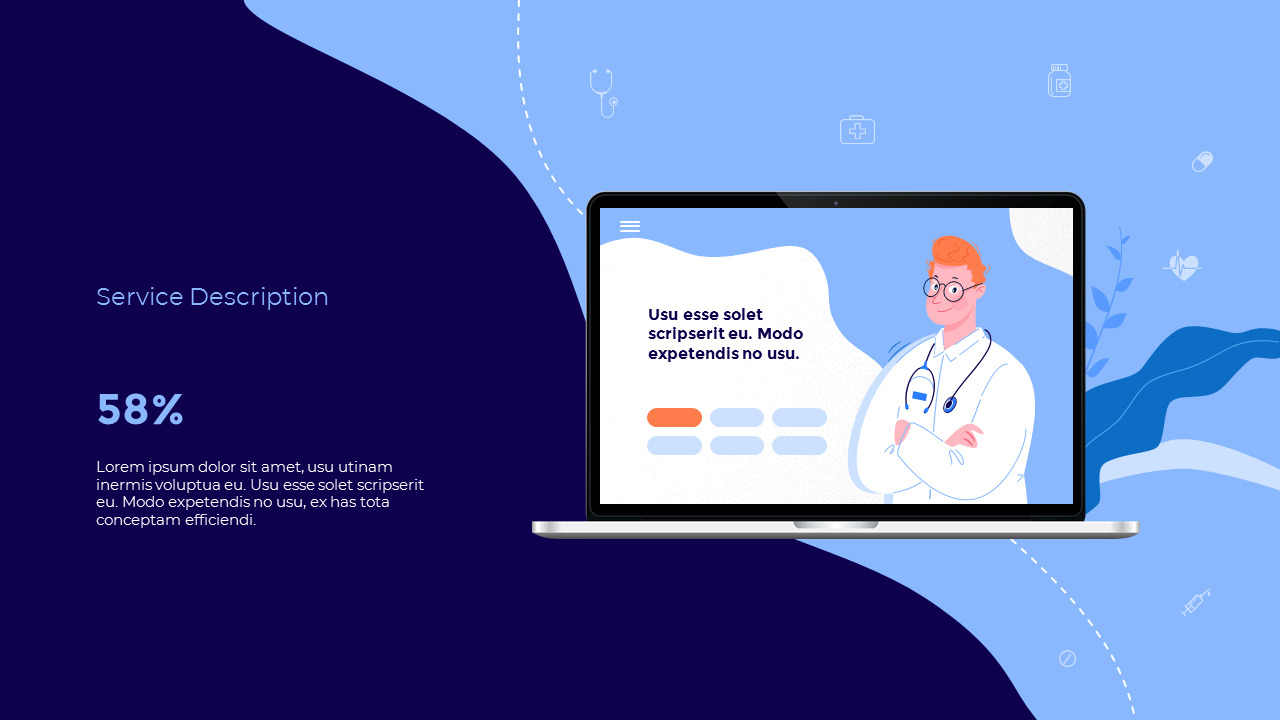 Service Description
58%
Lorem ipsum dolor sit amet, usu utinam
inermis voluptua eu. Usu esse solet scripserit
eu. Modo expetendis no usu, ex has tota
conceptam efficiendi.
Usu esse solet
scripserit eu. Modo
expetendis no usu.